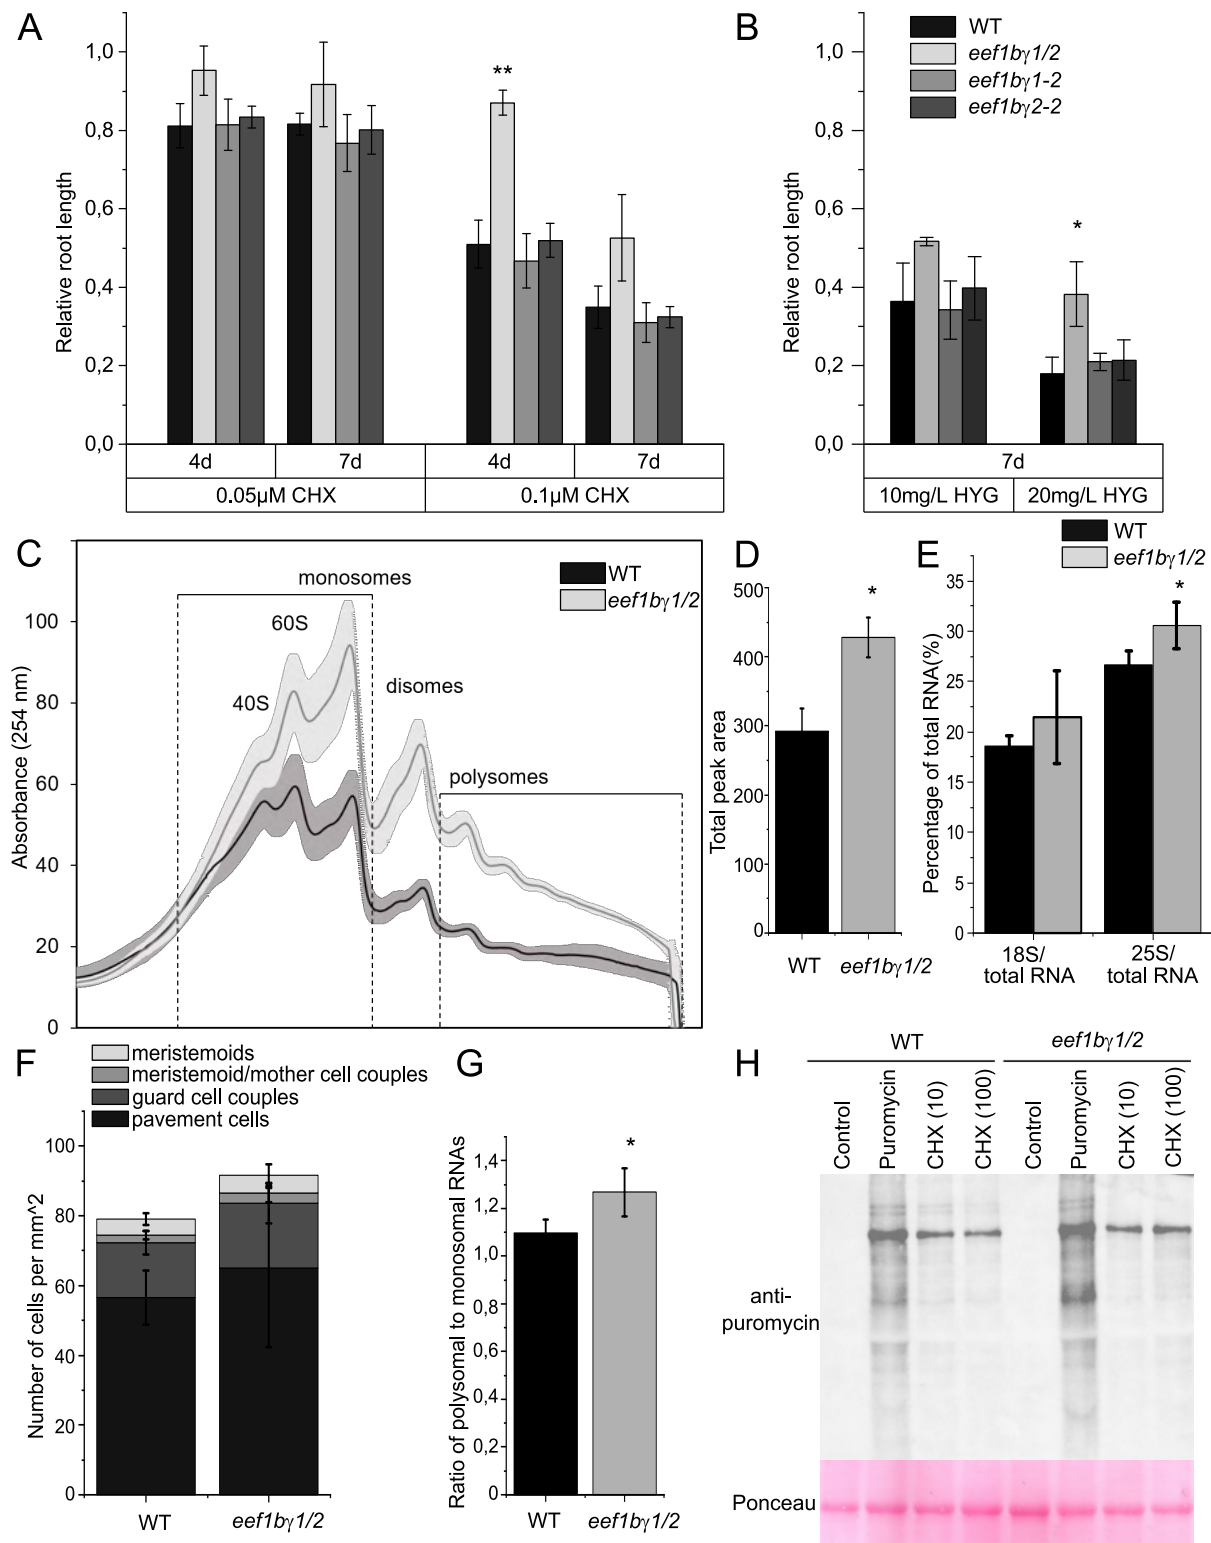 A
Relative root length
1,0
0,8
0,6
0,4
0,2
0,0
**
4d 7d 4d 7d
0.05µM CHX 0.1µM CHX
B
WT
eef1bγ1/2
eef1bγ1-2
eef1bγ2-2
Relative root length
1,0
0,8
0,6
0,4
0,2
0,0
*
7d
10mg/L HYG 20mg/L HYG
C
Absorbance (254 nm)
100
80
60
40
20
0
monosomes
60S
40S
disomes
polysomes
WT
eef1bγ1/2
D
Total peak area
500
400
300
200
100
0
*
WT eef1bγ1/2
E
WT
eef1bγ1/2
Percentage of total RNA(%)
35
30
25
20
15
10
5
0
*
18S/
total RNA
25S/
total RNA
F
meristemoids
meristemoid/mother cell couples
guard cell couples
pavement cells
Number of cells per mm^2
100
80
60
40
20
0
WT eef1bγ1/2
G
Ratio of polysomal to monosomal RNAs
1,4
1,2
1,0
0,8
0,6
0,4
0,2
0
*
WT eef1bγ1/2
H
WT eef1bγ1/2
Control
Puromycin
CHX (10)
CHX (100)
Control
Puromycin
CHX (10)
CHX (100)
anti-
puromycin
Ponceau